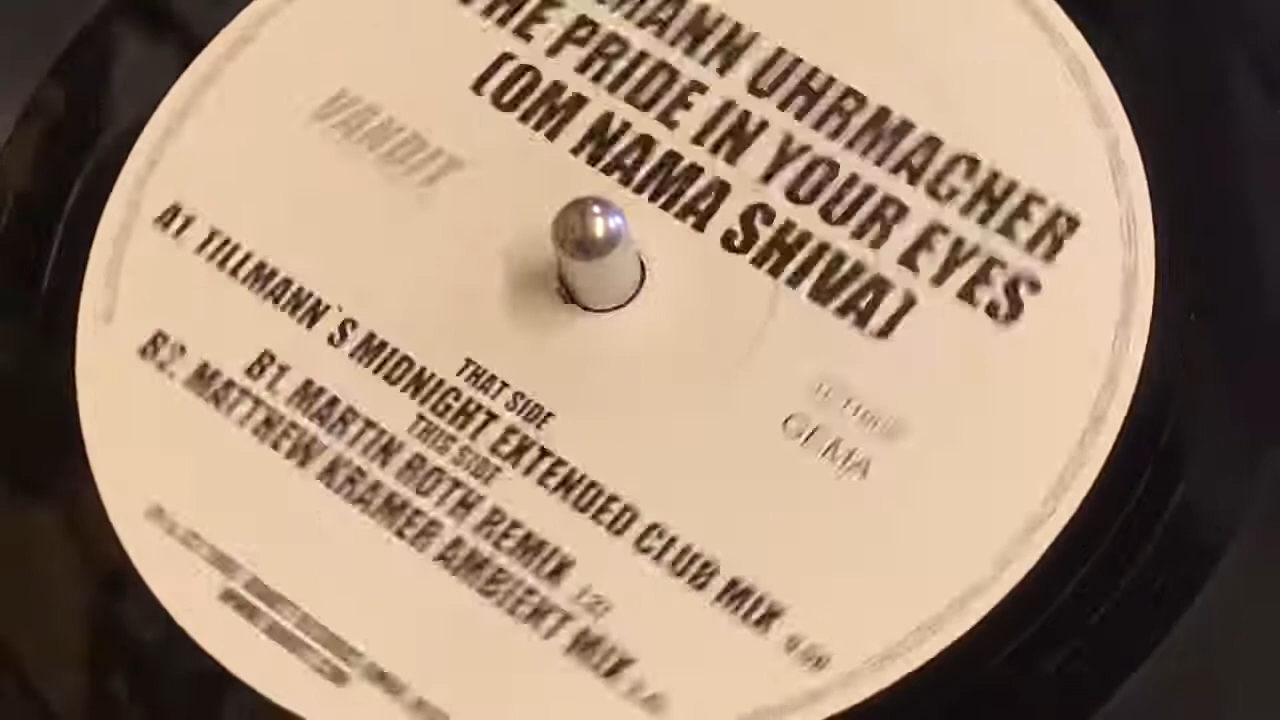 MANN UHRMACHER
THE PRIDE IN YOUR EYES
(OM NAMA SHIVA)
VANDIT
GEMA
THAT SIDE
A1. TILLMANN`S MIDNIGHT EXTENDED CLUB MIX
THIS SIDE
B1. MARTIN ROTH REMIX
B2. MATTHEW KRAMER AMBIENT MIX